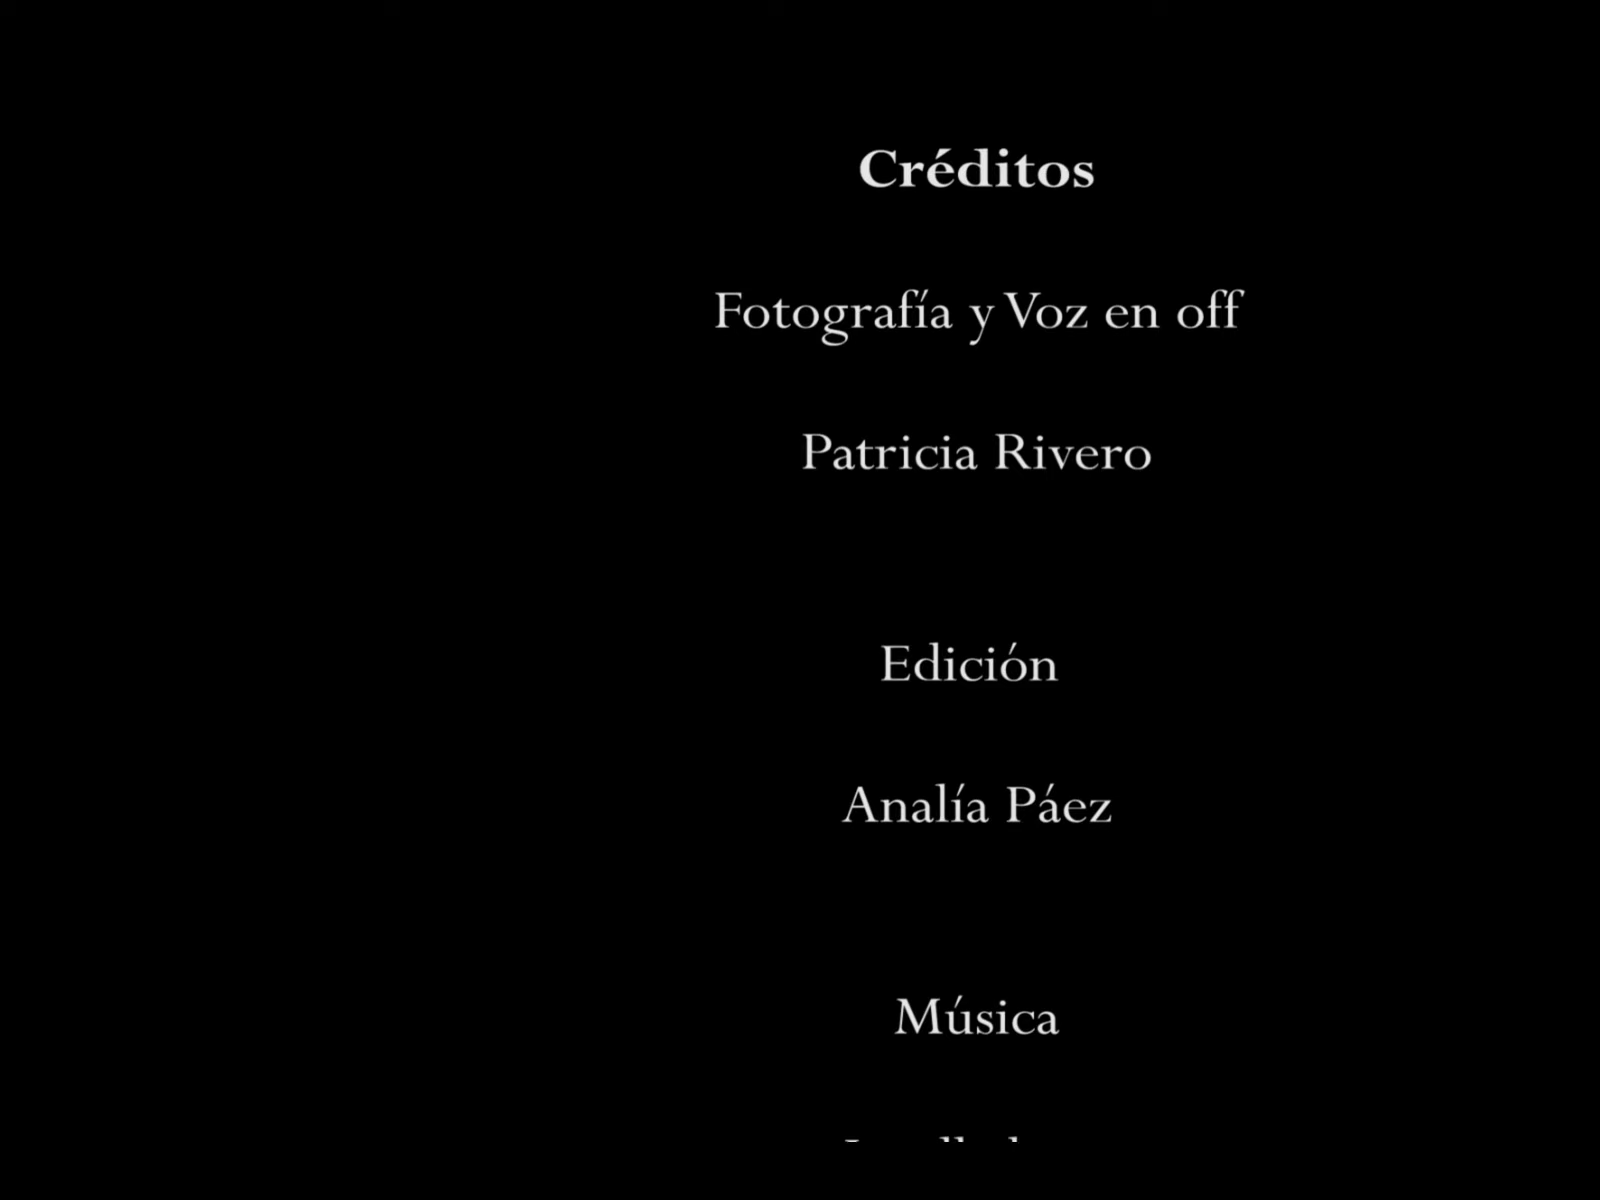 Créditos
Fotografía y Voz en off
Patricia Rivero
Edición
Analía Páez
Música